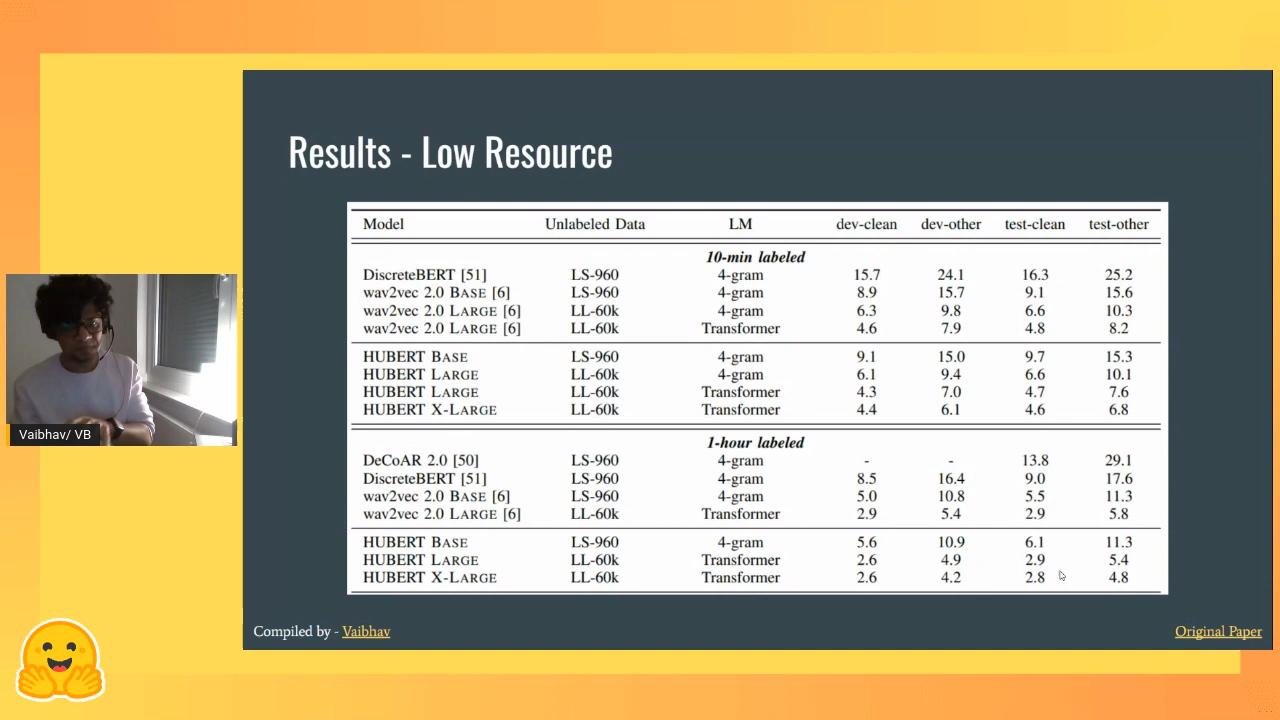 Results - Low Resource
Model Unlabeled Data LM dev-clean dev-other test-clean test-other
10-min labeled
DiscreteBERT [51] LS-960 4-gram 15.7 24.1 16.3 25.2
wav2vec 2.0 BASE [6] LS-960 4-gram 8.9 15.7 9.1 15.6
wav2vec 2.0 LARGE [6] LL-60k 4-gram 6.3 9.8 6.6 10.3
wav2vec 2.0 LARGE [6] LL-60k Transformer 4.6 7.9 4.8 8.2
HUBERT BASE LS-960 4-gram 9.1 15.0 9.7 15.3
HUBERT LARGE LL-60k 4-gram 6.1 9.4 6.6 10.1
HUBERT LARGE LL-60k Transformer 4.3 7.0 4.7 7.6
HUBERT X-LARGE LL-60k Transformer 4.4 6.1 4.6 6.8
1-hour labeled
DeCoAR 2.0 [50] LS-960 4-gram - - 13.8 29.1
DiscreteBERT [51] LS-960 4-gram 8.5 16.4 9.0 17.6
wav2vec 2.0 BASE [6] LS-960 4-gram 5.0 10.8 5.5 11.3
wav2vec 2.0 LARGE [6] LL-60k Transformer 2.9 5.4 2.9 5.8
HUBERT BASE LS-960 4-gram 5.6 10.9 6.1 11.3
HUBERT LARGE LL-60k Transformer 2.6 4.9 2.9 5.4
HUBERT X-LARGE LL-60k Transformer 2.6 4.2 2.8 4.8
Vaibhav/ VB
Compiled by - Vaibhav
Original Paper